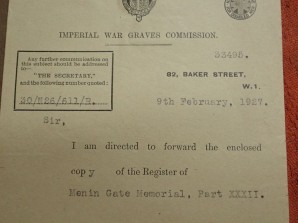 IMPERIAL WAR GRAVES COMMISSION.
33495.
Any further communication on
this subject should be addressed
to—
"THE SECRETARY,"
and the following number quoted:
82, BAKER STREET,
W.1.
9th February, 1927.
Sir,
I am directed to forward the enclosed
copy of the Register of
Menin Gate Memorial, Part XXXII.